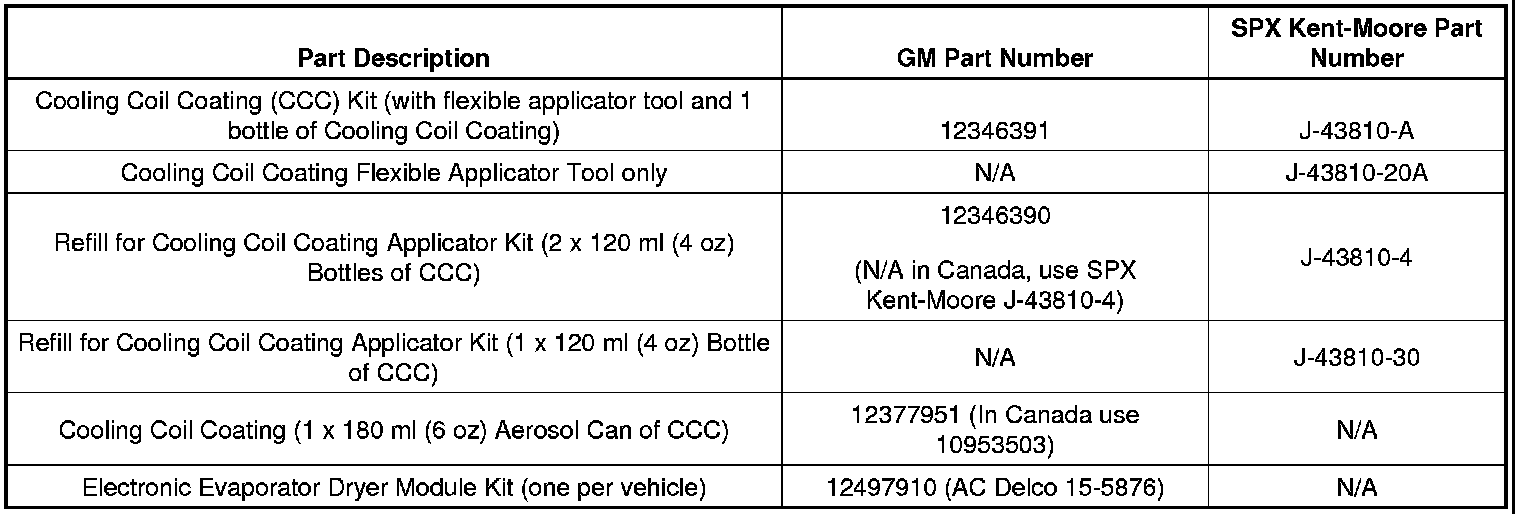 Part Description
GM Part Number
SPX Kent-Moore Part
Number
Cooling Coil Coating (CCC) Kit (with flexible applicator tool and 1
bottle of Cooling Coil Coating)
12346391
J-43810-A
Cooling Coil Coating Flexible Applicator Tool only
N/A
J-43810-20A
Refill for Cooling Coil Coating Applicator Kit (2 x 120 ml (4 oz)
Bottles of CCC)
12346390
(N/A in Canada, use SPX
Kent-Moore J-43810-4)
J-43810-4
Refill for Cooling Coil Coating Applicator Kit (1 x 120 ml (4 oz) Bottle
of CCC)
N/A
J-43810-30
Cooling Coil Coating (1 x 180 ml (6 oz) Aerosol Can of CCC)
12377951 (In Canada use
10953503)
N/A
Electronic Evaporator Dryer Module Kit (one per vehicle)
12497910 (AC Delco 15-5876)
N/A